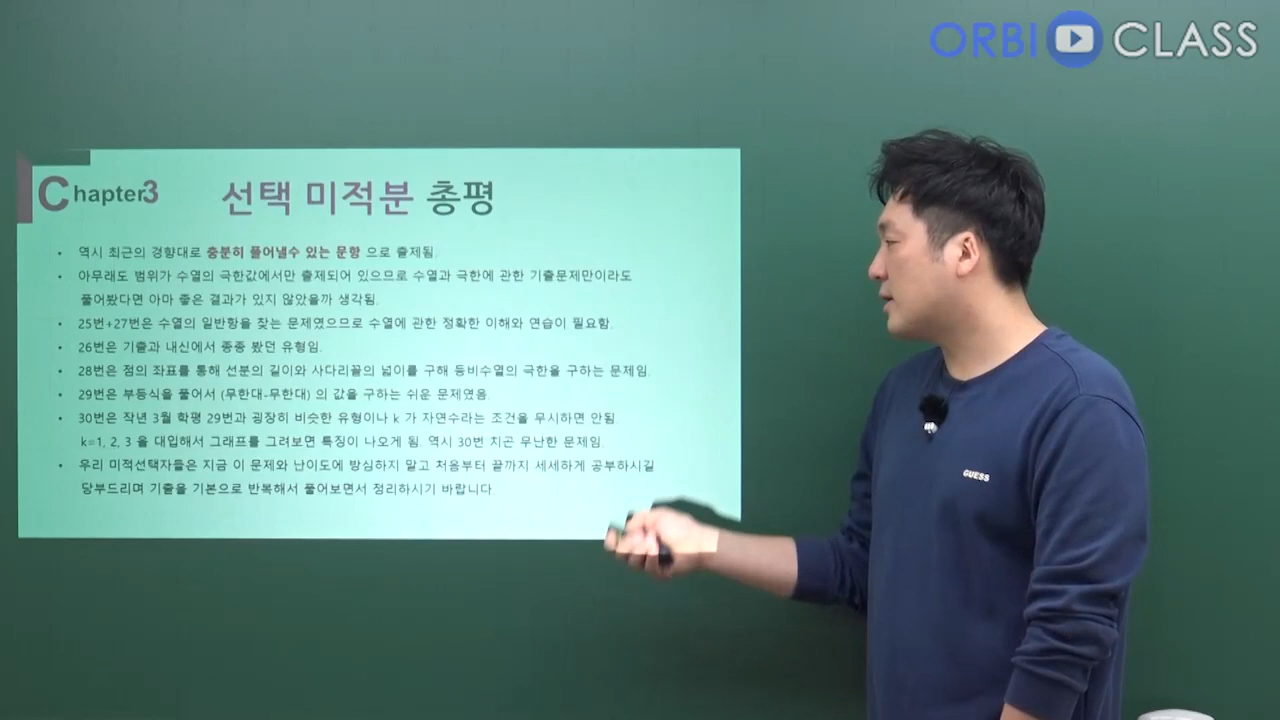 ORBI CLASS
Chapter3
선택 미적분 총평
• 역시 최근의 경향대로 충분히 풀어낼수 있는 문항 으로 출제됨.
• 아무래도 범위가 수열의 극한값에서만 출제되어 있으므로 수열과 극한에 관한 기출문제만이라도
풀어봤다면 아마 좋은 결과가 있지 않았을까 생각됨.
• 25번+27번은 수열의 일반항을 찾는 문제였으므로 수열에 관한 정확한 이해와 연습이 필요함.
• 26번은 기출과 내신에서 종종 봤던 유형임.
• 28번은 점의 좌표를 통해 선분의 길이와 사다리꼴의 넓이를 구해 등비수열의 극한을 구하는 문제임.
• 29번은 부등식을 풀어서 (무한대-무한대) 의 값을 구하는 쉬운 문제였음.
• 30번은 작년 3월 학평 29번과 굉장히 비슷한 유형이나 k 가 자연수라는 조건을 무시하면 안됨.
k=1, 2, 3 을 대입해서 그래프를 그려보면 특징이 나오게 됨. 역시 30번 치곤 무난한 문제임.
• 우리 미적선택자들은 지금 이 문제와 난이도에 방심하지 말고 처음부터 끝까지 세세하게 공부하시길
당부드리며 기출을 기본으로 반복해서 풀어보면서 정리하시기 바랍니다
GUESS